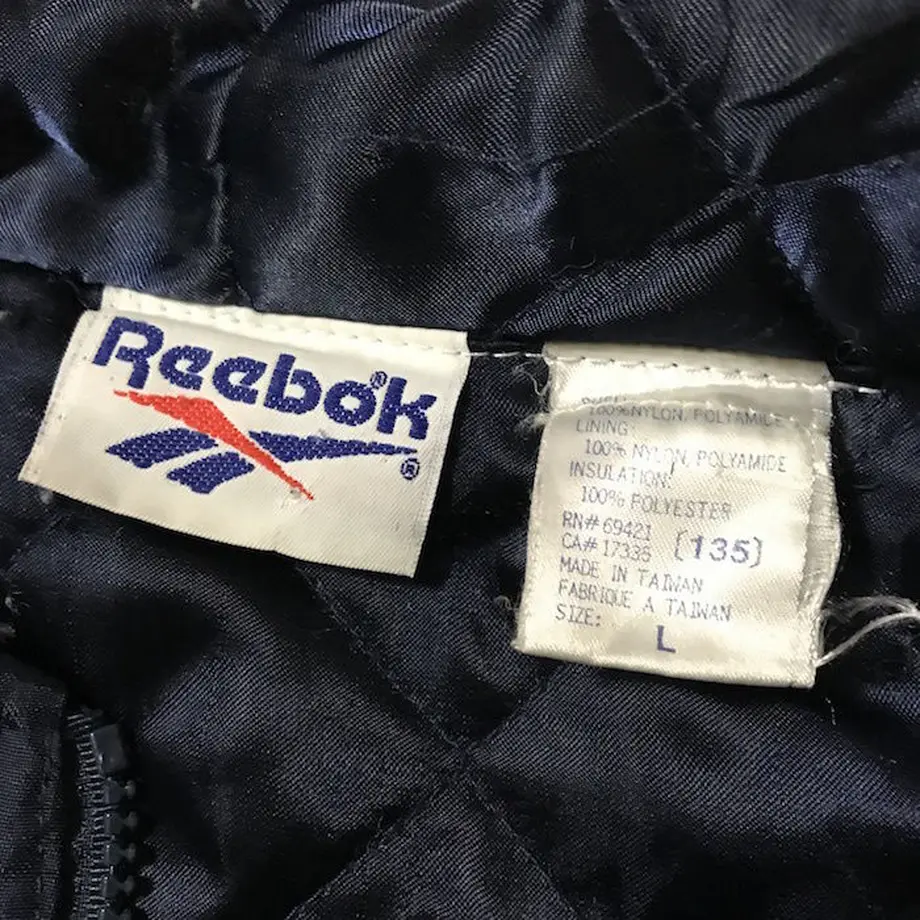 Reebok®
®
100% NYLON, POLYAMIDE
LINING:
100% NYLON, POLYAMIDE
INSULATION:
100% POLYESTER
RN# 69421
CA# 17335 [135]
MADE IN TAIWAN
FABRIQUE A TAIWAN
SIZE:
L